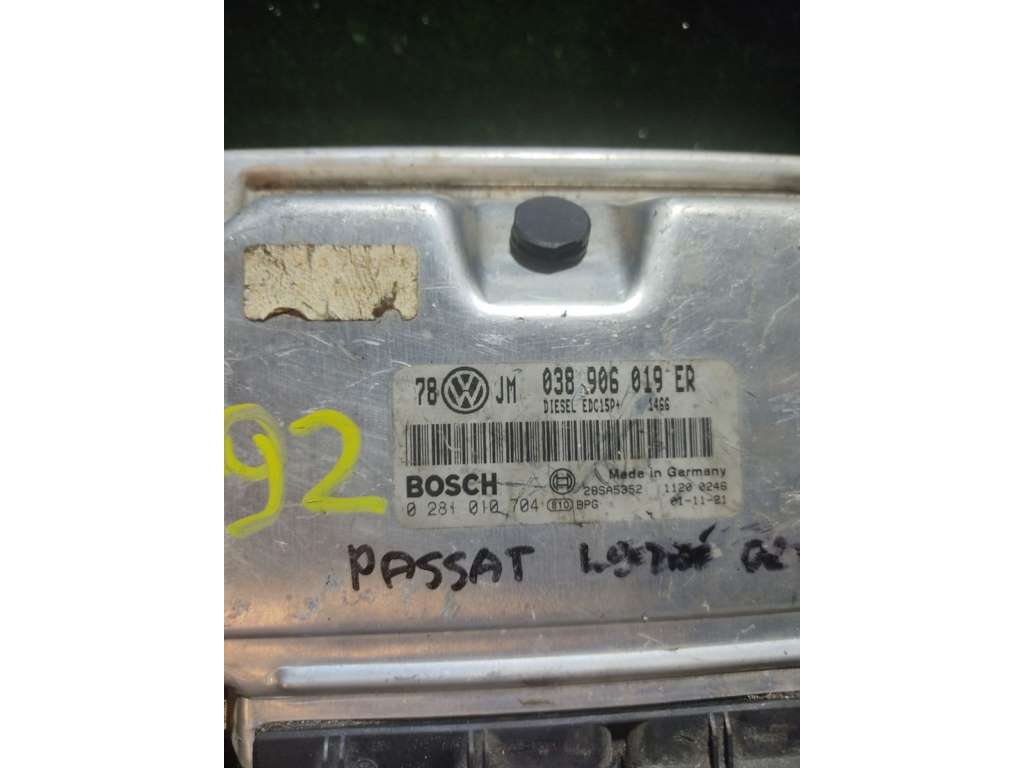 78 JM 038 906 019 ER
DIESEL EDC15P+ 1466
BOSCH
Made in Germany
28SA5352 1120 0246
0 281 010 704 E10 BPG 01-11-21
92
PASSAT